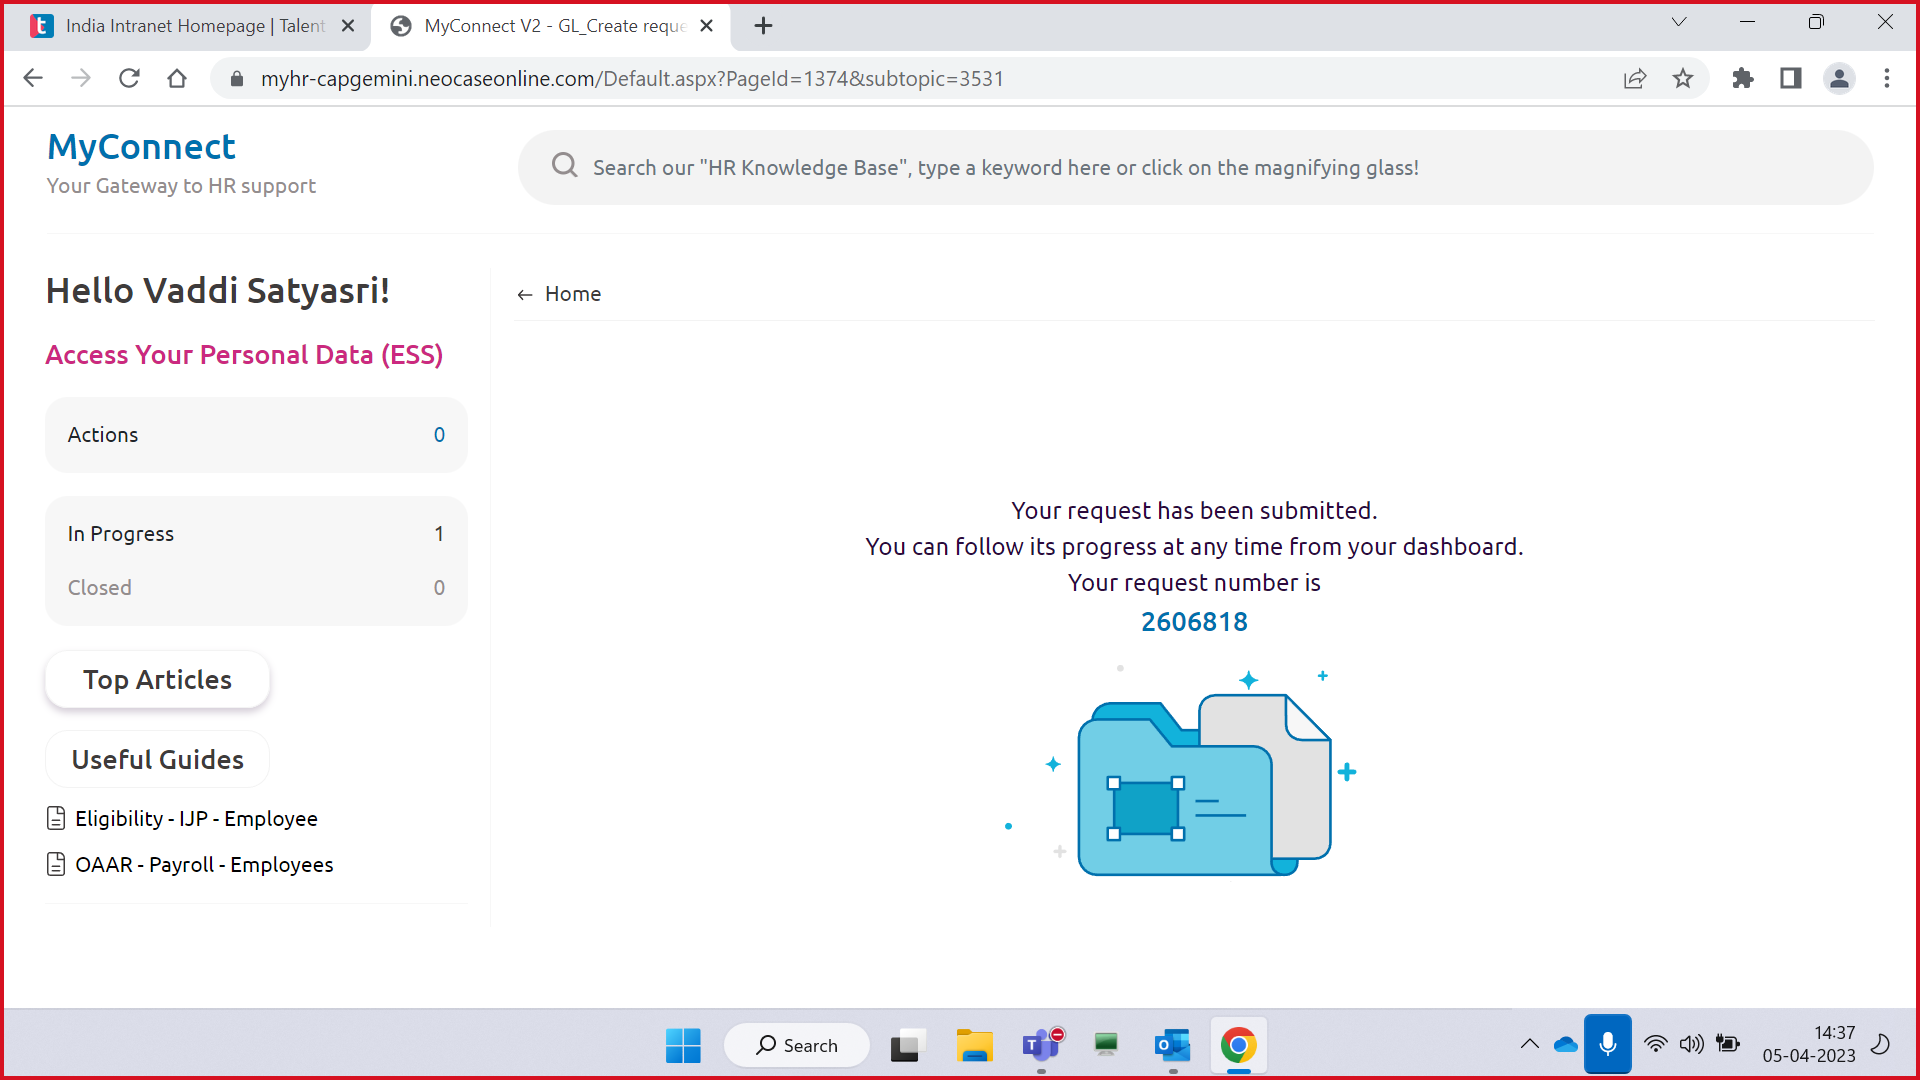 India Intranet Homepage | Talent
MyConnect V2 - GL_Create reque
myhr-capgemini.neocaseonline.com/Default.aspx?PageId=1374&subtopic=3531
MyConnect
Your Gateway to HR support
Search our "HR Knowledge Base", type a keyword here or click on the magnifying glass!
Hello Vaddi Satyasri!
Access Your Personal Data (ESS)
Actions 0
In Progress 1
Closed 0
Top Articles
Useful Guides
Eligibility - IJP - Employee
OAAR - Payroll - Employees
← Home
Your request has been submitted.
You can follow its progress at any time from your dashboard.
Your request number is
2606818
Search
14:37
05-04-2023